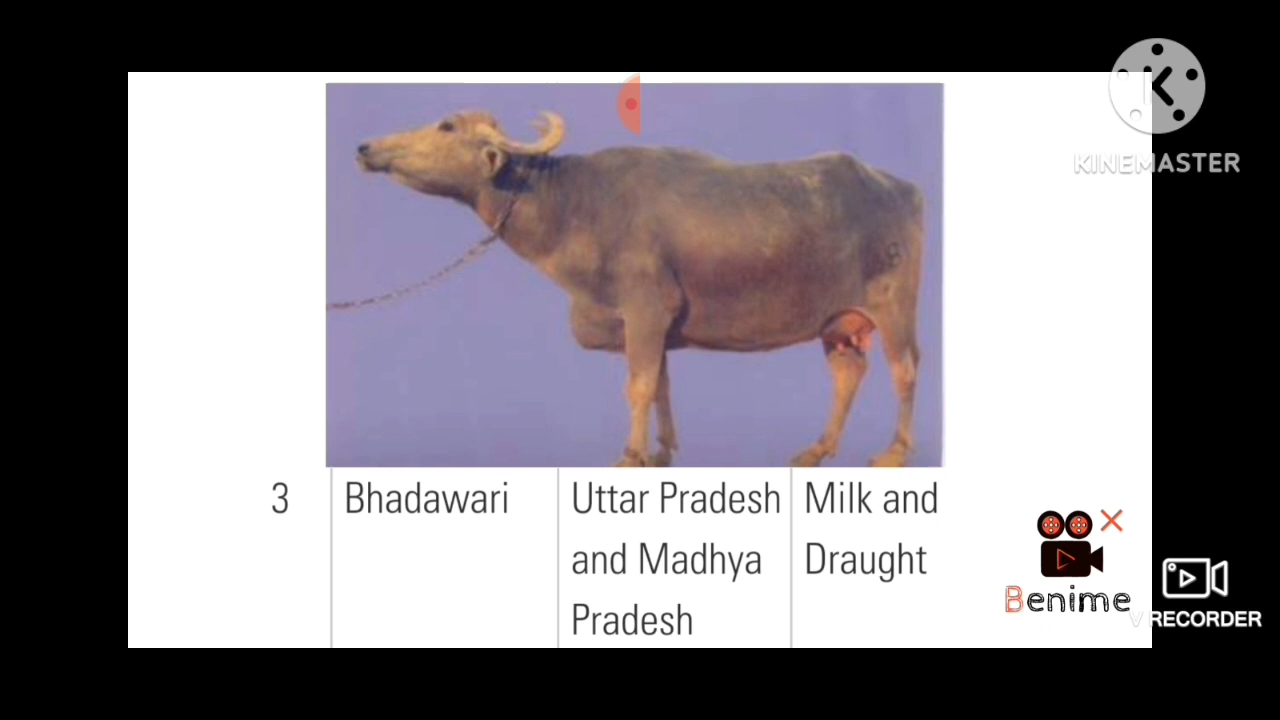 KINEMASTER
3 Bhadawari Uttar Pradesh Milk and
and Madhya Draught
Pradesh
Benime
V RECORDER